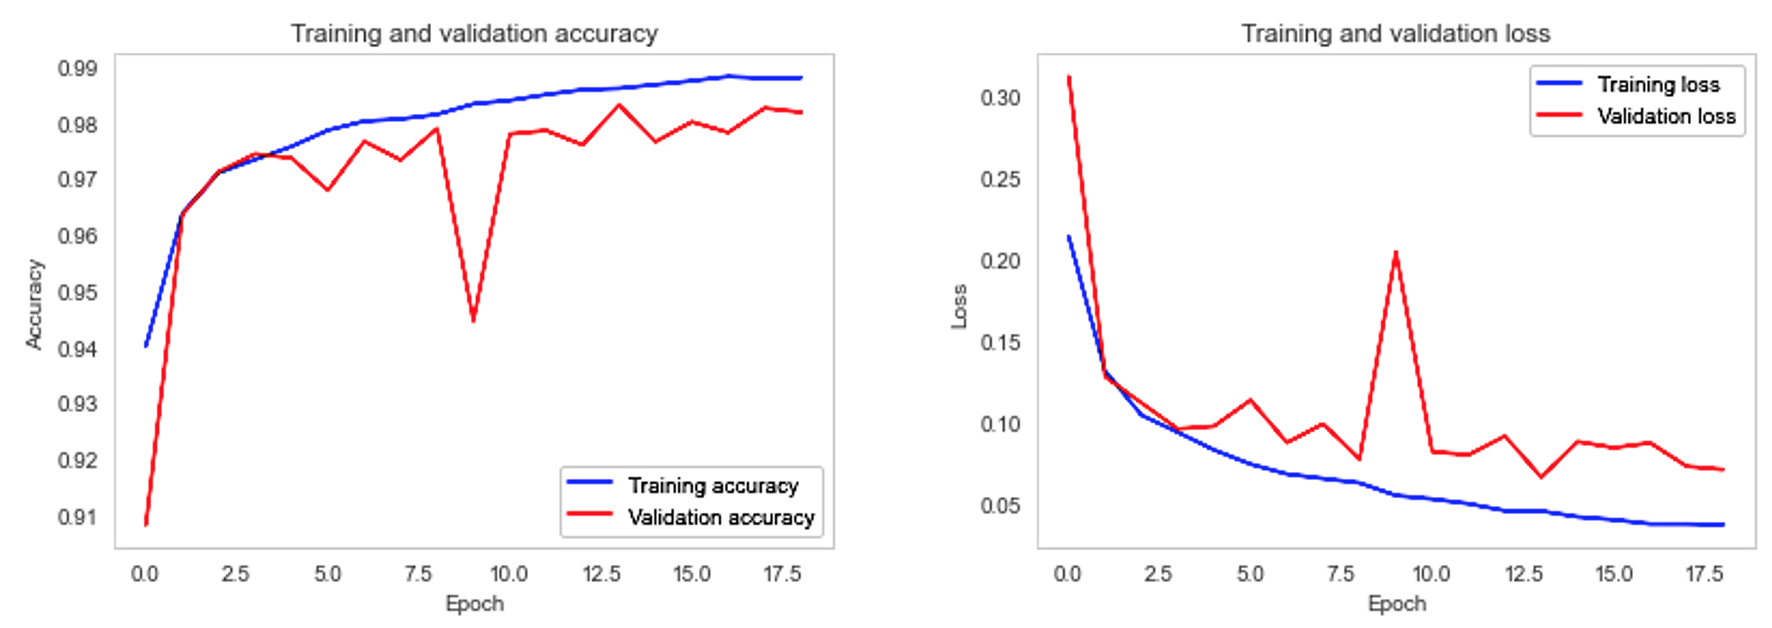 Training and validation accuracy
0.99
0.98
0.97
0.96
0.95
0.94
0.93
0.92
0.91
Accuracy
Training accuracy
Validation accuracy
0.0 2.5 5.0 7.5 10.0 12.5 15.0 17.5
Epoch
Training and validation loss
Training loss
Validation loss
0.30
0.25
0.20
0.15
0.10
0.05
Loss
0.0 2.5 5.0 7.5 10.0 12.5 15.0 17.5
Epoch